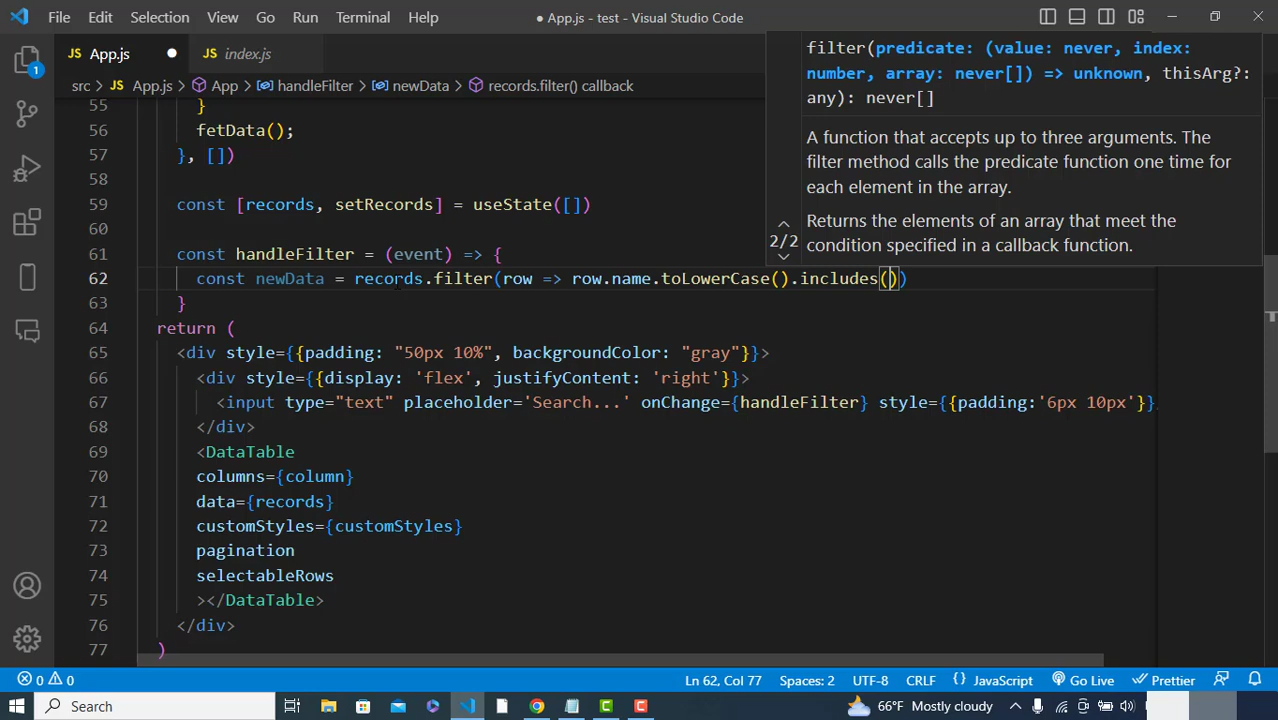 File Edit Selection View Go Run Terminal Help ● App.js - test - Visual Studio Code
JS App.js ● JS index.js
src > JS App.js > App > handleFilter > newData > records.filter() callback
filter(predicate: (value: never, index:
number, array: never[]) => unknown, thisArg?:
any): never[]
A function that accepts up to three arguments. The
filter method calls the predicate function one time for
each element in the array.
Returns the elements of an array that meet the
condition specified in a callback function.
2/2
1
55 }
56 fetData();
57 }, [])
58
59 const [records, setRecords] = useState([])
60
61 const handleFilter = (event) => {
62 const newData = records.filter(row => row.name.toLowerCase().includes())
63 }
64 return (
65 <div style={{padding: "50px 10%", backgroundColor: "gray"}}>
66 <div style={{display: 'flex', justifyContent: 'right'}}>
67 <input type="text" placeholder='Search...' onChange={handleFilter} style={{padding:'6px 10px'}}
68 </div>
69 <DataTable
70 columns={column}
71 data={records}
72 customStyles={customStyles}
73 pagination
74 selectableRows
75 ></DataTable>
76 </div>
77 )
0 0 Ln 62, Col 77 Spaces: 2 UTF-8 CRLF {} JavaScript Go Live Prettier
Search 66°F Mostly cloudy